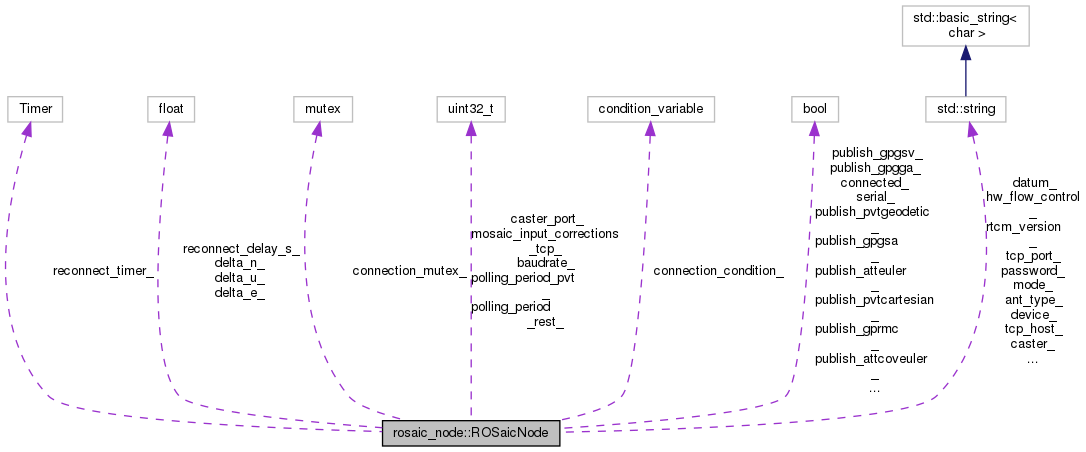 std::basic_string<
char >
Timer
float
mutex
uint32_t
condition_variable
bool
std::string
reconnect_timer_
reconnect_delay_s_
delta_n_
delta_u_
delta_e_
connection_mutex_
caster_port_
mosaic_input_corrections
_tcp_
baudrate_
polling_period_pvt
_
polling_period
_rest_
connection_condition_
publish_gpgsv_
publish_gpgga_
connected_
serial_
publish_pvtgeodetic
_
publish_gpgsa
_
publish_atteuler
_
publish_pvtcartesian
_
publish_gprmc
_
publish_attcoveuler
_
...
datum_
hw_flow_control
_
rtcm_version
_
tcp_port_
password_
mode_
ant_type_
device_
tcp_host_
caster_
...
rosaic_node::ROSaicNode